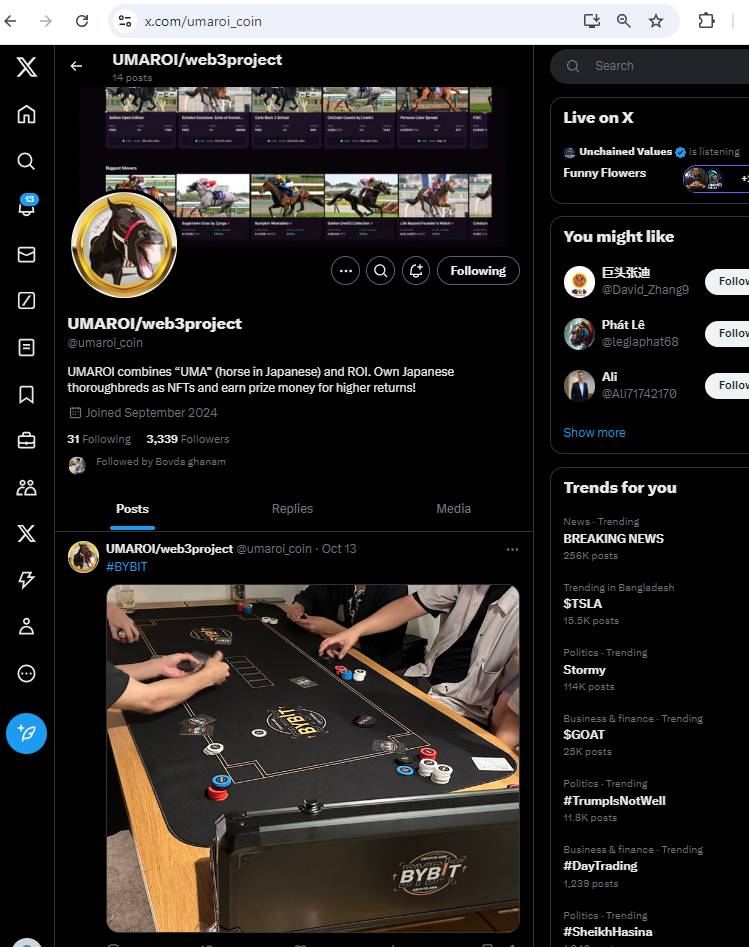 x.com/umaroi_coin
UMAROI/web3project
14 posts
Biggest Movers
13
Following
UMAROI/web3project
@umaroi_coin
UMAROI combines “UMA” (horse in Japanese) and ROI. Own Japanese
thoroughbreds as NFTs and earn prize money for higher returns!
Joined September 2024
31 Following 3,339 Followers
Followed by Bovda ghanam
Posts Replies Media
UMAROI/web3project @umaroi_coin · Oct 13
#BYBIT
BYBIT
BYBIT
Search
Live on X
Unchained Values is listening
Funny Flowers
You might like
巨头张迪
@David_Zhang9
Follow
Phát Lê
@legiaphat68
Follow
Ali
@Ali71742170
Follow
Show more
Trends for you
News · Trending
BREAKING NEWS
256K posts
Trending in Bangladesh
$TSLA
15.5K posts
Politics · Trending
Stormy
114K posts
Business & finance · Trending
$GOAT
25K posts
Politics · Trending
#TrumpIsNotWell
11.8K posts
Business & finance · Trending
#DayTrading
1,239 posts
Politics · Trending
#SheikhHasina